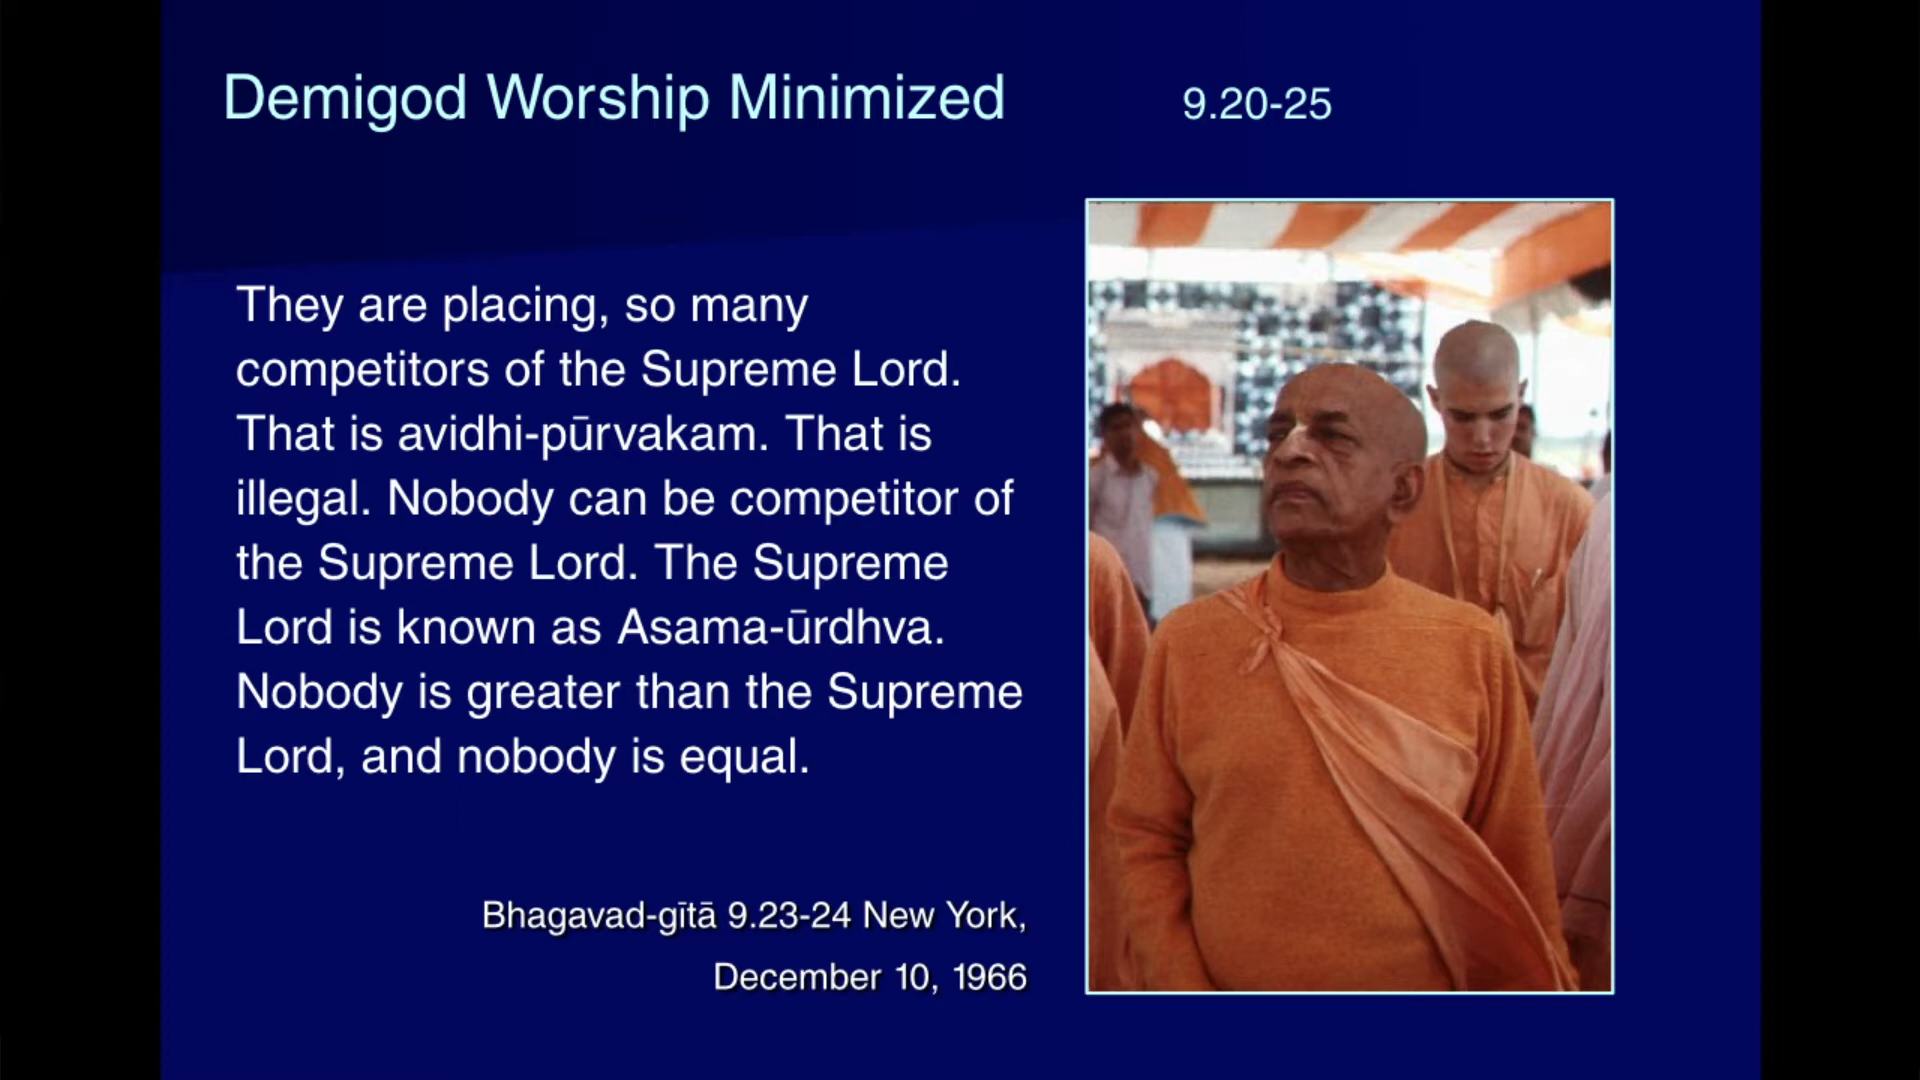 Demigod Worship Minimized
9.20-25
They are placing, so many
competitors of the Supreme Lord.
That is avidhi-pūrvakam. That is
illegal. Nobody can be competitor of
the Supreme Lord. The Supreme
Lord is known as Asama-ūrdhva.
Nobody is greater than the Supreme
Lord, and nobody is equal.
Bhagavad-gītā 9.23-24 New York,
December 10, 1966